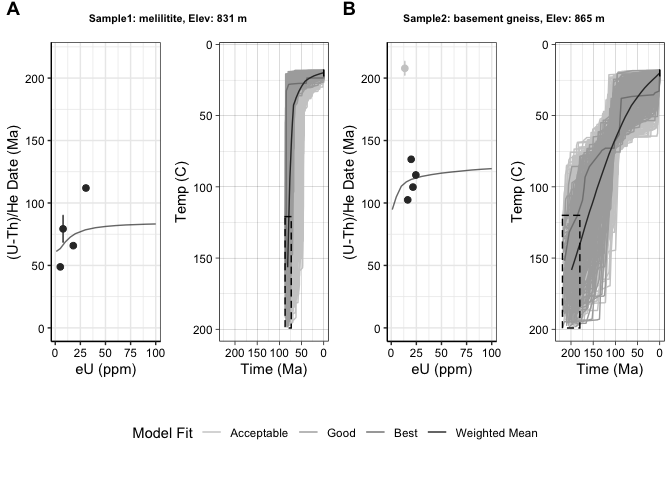 A
Sample1: melilitite, Elev: 831 m
(U-Th)/He Date (Ma)
200
150
100
50
0
0 25 50 75 100
eU (ppm)
Temp (C)
0
50
100
150
200
200 150 100 50 0
Time (Ma)
B
Sample2: basement gneiss, Elev: 865 m
(U-Th)/He Date (Ma)
200
150
100
50
0
0 25 50 75 100
eU (ppm)
Temp (C)
0
50
100
150
200
200 150 100 50 0
Time (Ma)
Model Fit Acceptable Good Best Weighted Mean